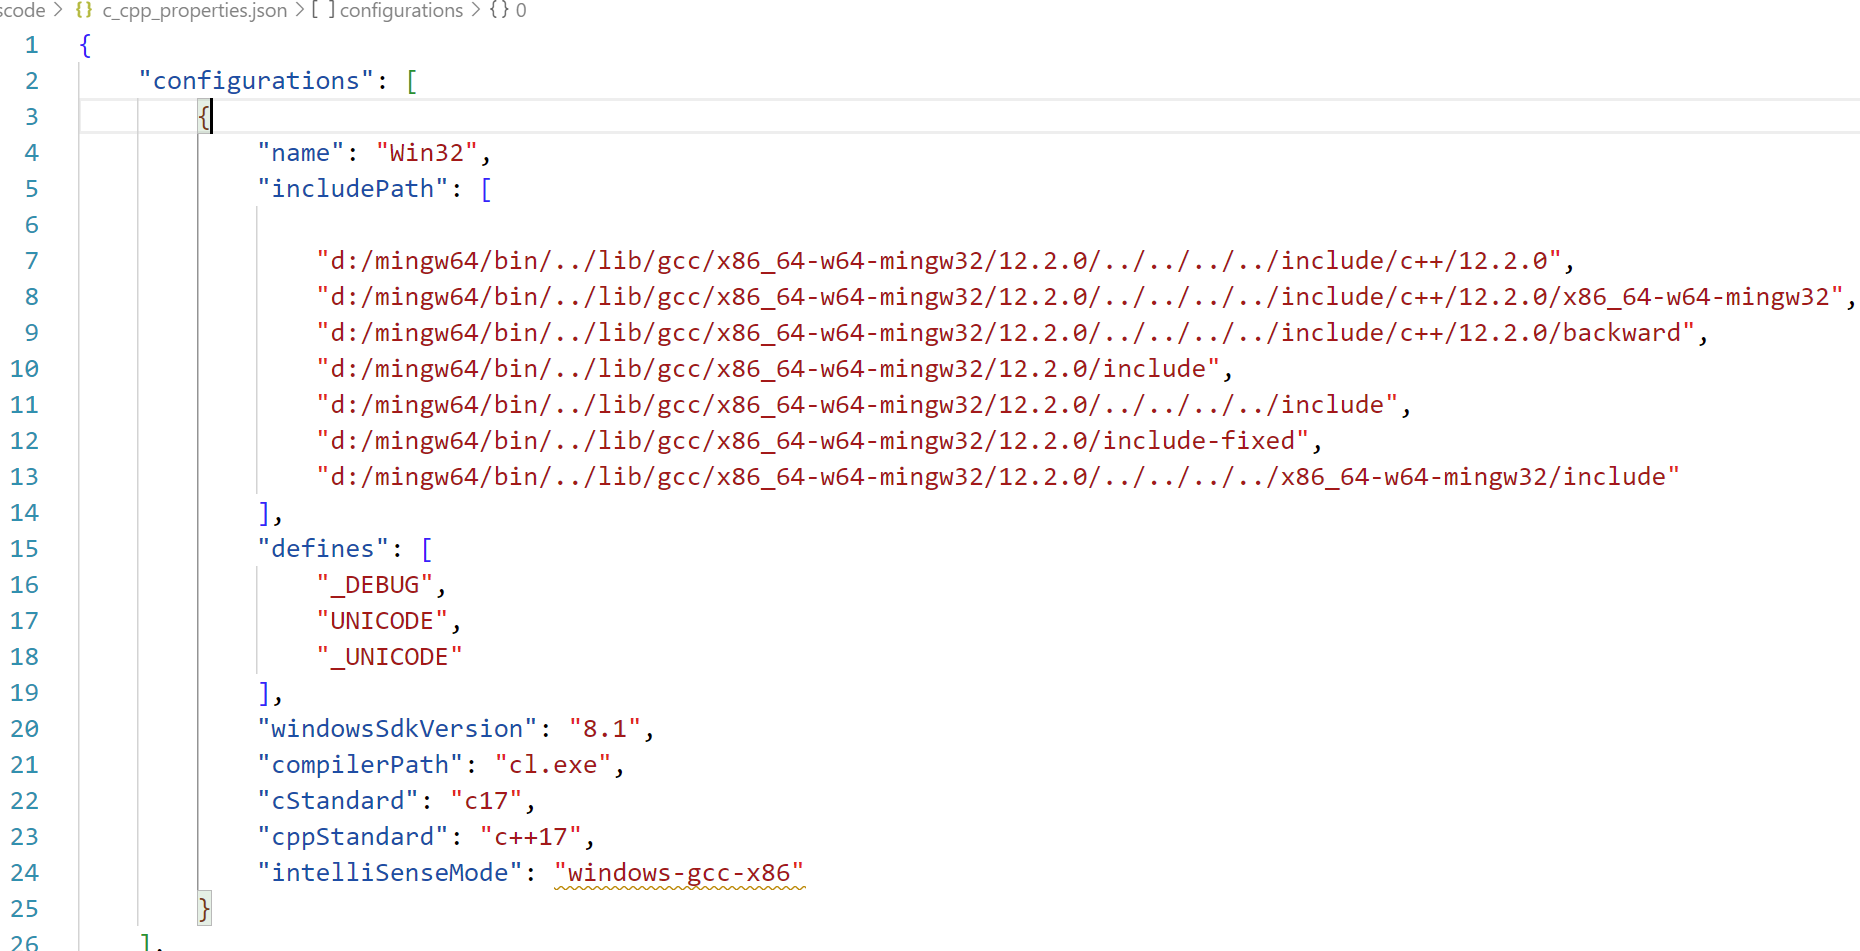 scode > {} c_cpp_properties.json > [ ] configurations > {} 0
1 {
2 "configurations": [
3 {
4 "name": "Win32",
5 "includePath": [
6
7 "d:/mingw64/bin/../lib/gcc/x86_64-w64-mingw32/12.2.0/../../../../include/c++/12.2.0",
8 "d:/mingw64/bin/../lib/gcc/x86_64-w64-mingw32/12.2.0/../../../../include/c++/12.2.0/x86_64-w64-mingw32",
9 "d:/mingw64/bin/../lib/gcc/x86_64-w64-mingw32/12.2.0/../../../../include/c++/12.2.0/backward",
10 "d:/mingw64/bin/../lib/gcc/x86_64-w64-mingw32/12.2.0/include",
11 "d:/mingw64/bin/../lib/gcc/x86_64-w64-mingw32/12.2.0/../../../../include",
12 "d:/mingw64/bin/../lib/gcc/x86_64-w64-mingw32/12.2.0/include-fixed",
13 "d:/mingw64/bin/../lib/gcc/x86_64-w64-mingw32/12.2.0/../../../../x86_64-w64-mingw32/include"
14 ],
15 "defines": [
16 "_DEBUG",
17 "UNICODE",
18 "_UNICODE"
19 ],
20 "windowsSdkVersion": "8.1",
21 "compilerPath": "cl.exe",
22 "cStandard": "c17",
23 "cppStandard": "c++17",
24 "intelliSenseMode": "windows-gcc-x86"
25 }
26 ],